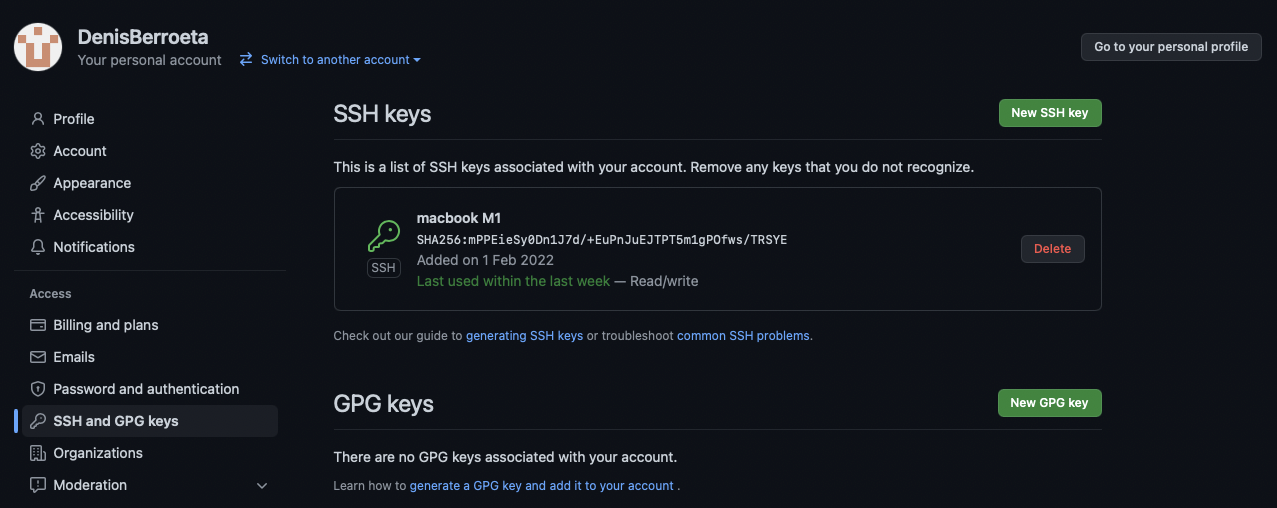 DenisBerroeta
Your personal account
Switch to another account
Go to your personal profile
Profile
Account
Appearance
Accessibility
Notifications
Access
Billing and plans
Emails
Password and authentication
SSH and GPG keys
Organizations
Moderation
SSH keys
New SSH key
This is a list of SSH keys associated with your account. Remove any keys that you do not recognize.
SSH
macbook M1
SHA256:mPPEieSy0Dn1J7d/+EuPnJuEJTPT5m1gPOfws/TRSYE
Added on 1 Feb 2022
Last used within the last week — Read/write
Delete
Check out our guide to generating SSH keys or troubleshoot common SSH problems.
GPG keys
New GPG key
There are no GPG keys associated with your account.
Learn how to generate a GPG key and add it to your account .